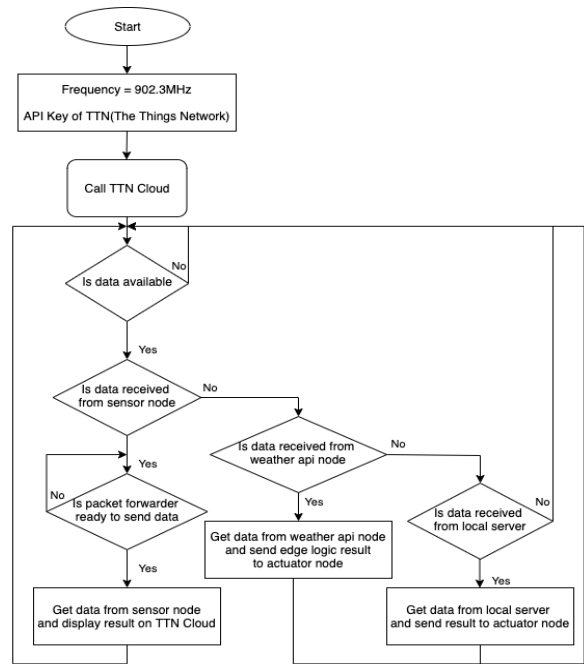 Start
Frequency = 902.3MHz
API Key of TTN(The Things Network)
Call TTN Cloud
No
Is data available
Yes
Is data received
from sensor node
No
Is data received from
weather api node
No
Yes
Is packet forwarder
ready to send data
No
Yes
Is data received
from local server
No
Get data from weather api node
and send edge logic result
to actuator node
Yes
Yes
Get data from sensor node
and display result on TTN Cloud
Get data from local server
and send result to actuator node